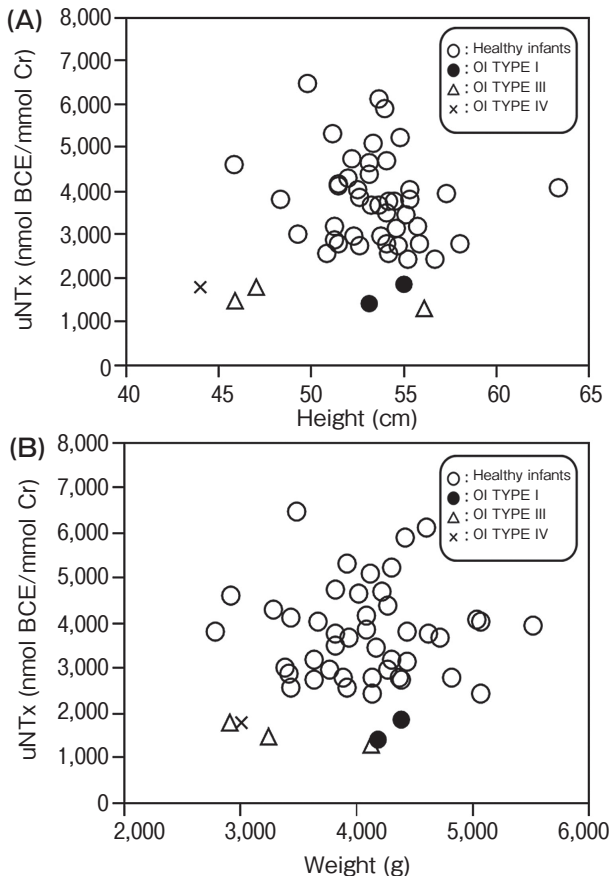 (A)
8,000
7,000
6,000
5,000
4,000
3,000
2,000
1,000
0
uNTx (nmol BCE/mmol Cr)
: Healthy infants
: OI TYPE I
: OI TYPE III
: OI TYPE IV
40 45 50 55 60 65
Height (cm)
(B)
8,000
7,000
6,000
5,000
4,000
3,000
2,000
1,000
0
uNTx (nmol BCE/mmol Cr)
: Healthy infants
: OI TYPE I
: OI TYPE III
: OI TYPE IV
2,000 3,000 4,000 5,000 6,000
Weight (g)